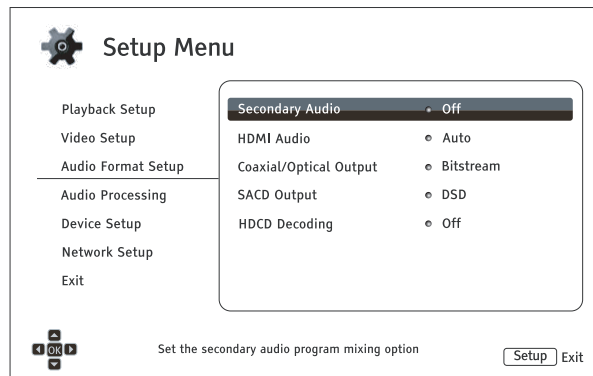 Setup Menu
Playback Setup
Video Setup
Audio Format Setup
Audio Processing
Device Setup
Network Setup
Exit
Secondary Audio Off
HDMI Audio Auto
Coaxial/Optical Output Bitstream
SACD Output DSD
HDCD Decoding Off
OK
Set the secondary audio program mixing option
Setup Exit